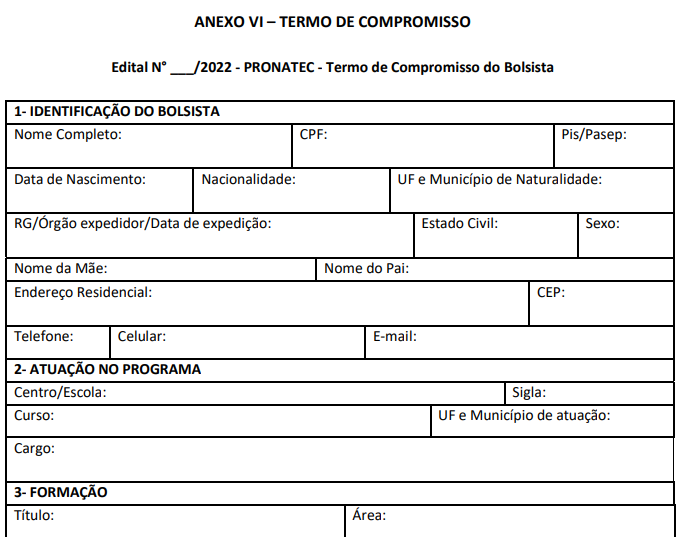 ANEXO VI – TERMO DE COMPROMISSO
Edital N° ___/2022 - PRONATEC - Termo de Compromisso do Bolsista
1- IDENTIFICAÇÃO DO BOLSISTA
Nome Completo: CPF: Pis/Pasep:
Data de Nascimento: Nacionalidade: UF e Município de Naturalidade:
RG/Órgão expedidor/Data de expedição: Estado Civil: Sexo:
Nome da Mãe: Nome do Pai:
Endereço Residencial: CEP:
Telefone: Celular: E-mail:
2- ATUAÇÃO NO PROGRAMA
Centro/Escola: Sigla:
Curso: UF e Município de atuação:
Cargo:
3- FORMAÇÃO
Título: Área: